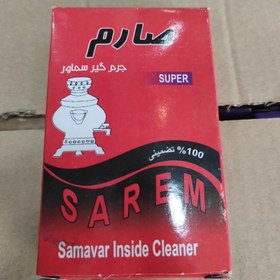 صارم
جرم گیر سماور
SUPER
100% تضمینی
SAREM
Samavar Inside Cleaner